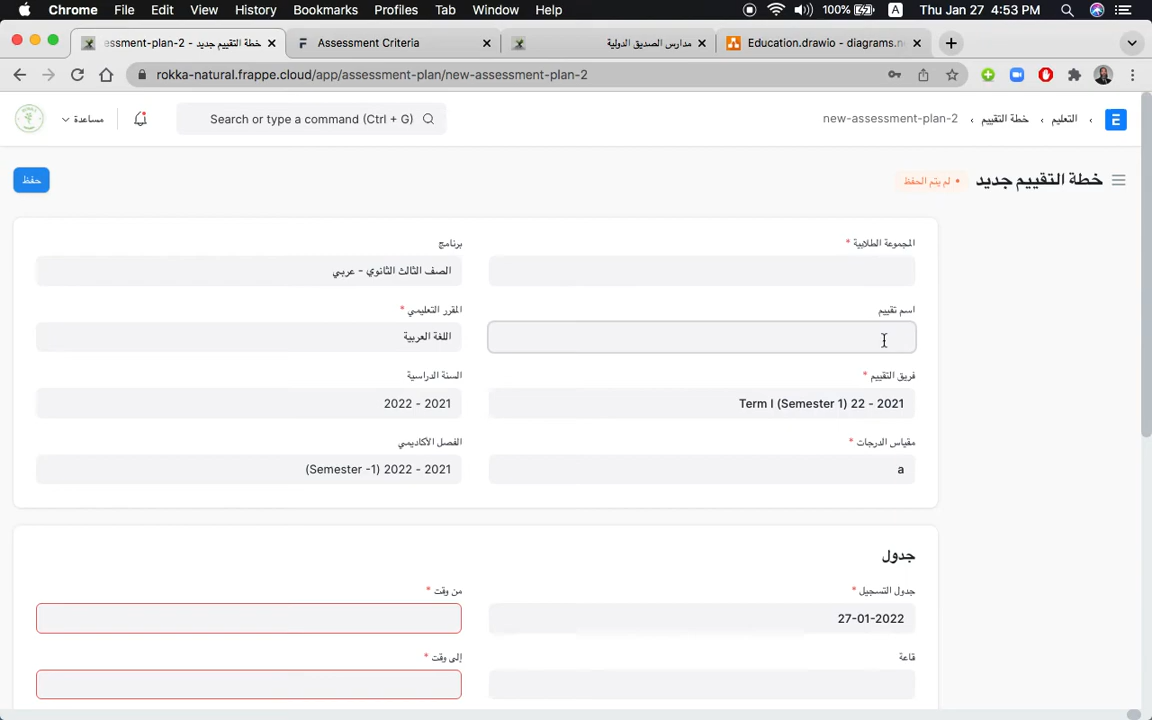 Chrome File Edit View History Bookmarks Profiles Tab Window Help 100% A Thu Jan 27 4:53 PM
essment-plan-2 - خطة التقييم جديد
Assessment Criteria
مدارس الصديق الدولية
Education.drawio - diagrams.ne
rokka-natural.frappe.cloud/app/assessment-plan/new-assessment-plan-2
مساعدة
Search or type a command (Ctrl + G)
E التعليم خطة التقييم new-assessment-plan-2
خطة التقييم جديد
لم يتم الحفظ
حفظ
المجموعة الطلابية *
برنامج
الصف الثالث الثانوي - عربي
اسم تقييم
المقرر التعليمي *
اللغة العربية
فريق التقييم *
السنة الدراسية
2021 - 22 (Semester 1) Term I
2021 - 2022
مقياس الدرجات *
الفصل الأكاديمي
a
2021 - 2022 (Semester -1)
جدول
جدول التسجيل *
من وقت *
27-01-2022
قاعة
إلى وقت *